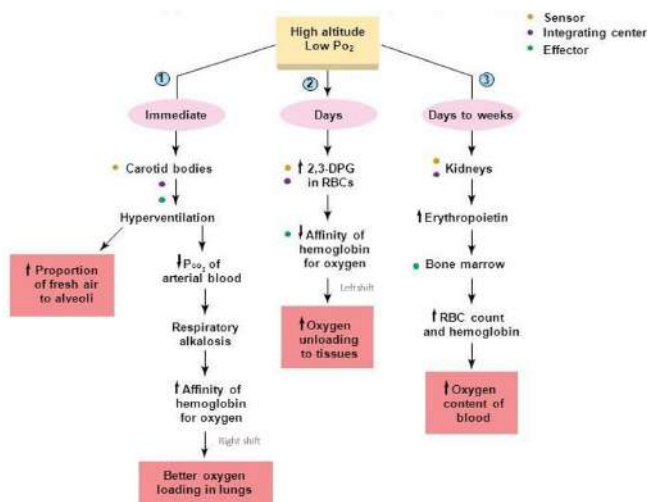 High altitude
Low Po₂
Sensor
Integrating center
Effector
1
2
3
Immediate
Days
Days to weeks
Carotid bodies
Hyperventilation
↑ Proportion
of fresh air
to alveoli
↓ Pco₂ of
arterial blood
Respiratory
alkalosis
↑ Affinity of
hemoglobin
for oxygen
Right shift
Better oxygen
loading in lungs
↑ 2,3-DPG
in RBCs
↓ Affinity of
hemoglobin
for oxygen
Left shift
↑ Oxygen
unloading
to tissues
Kidneys
↑ Erythropoietin
Bone marrow
↑ RBC count
and hemoglobin
↑ Oxygen
content of
blood